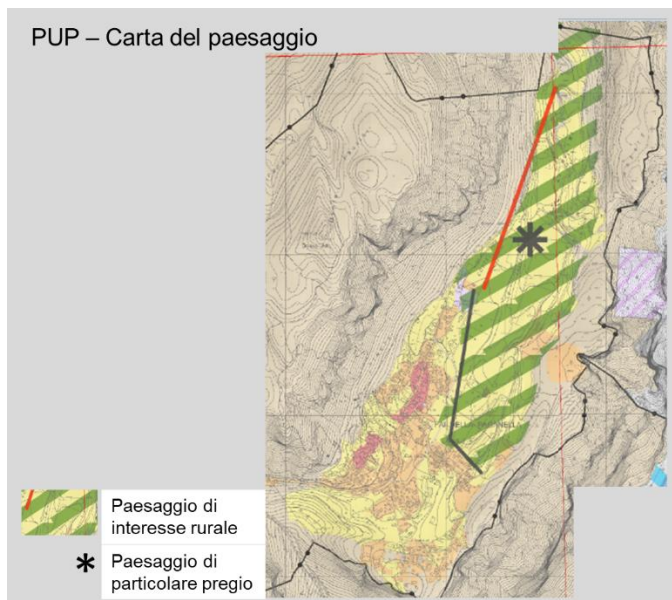 PUP – Carta del paesaggio
Paesaggio di
interesse rurale
* Paesaggio di
particolare pregio